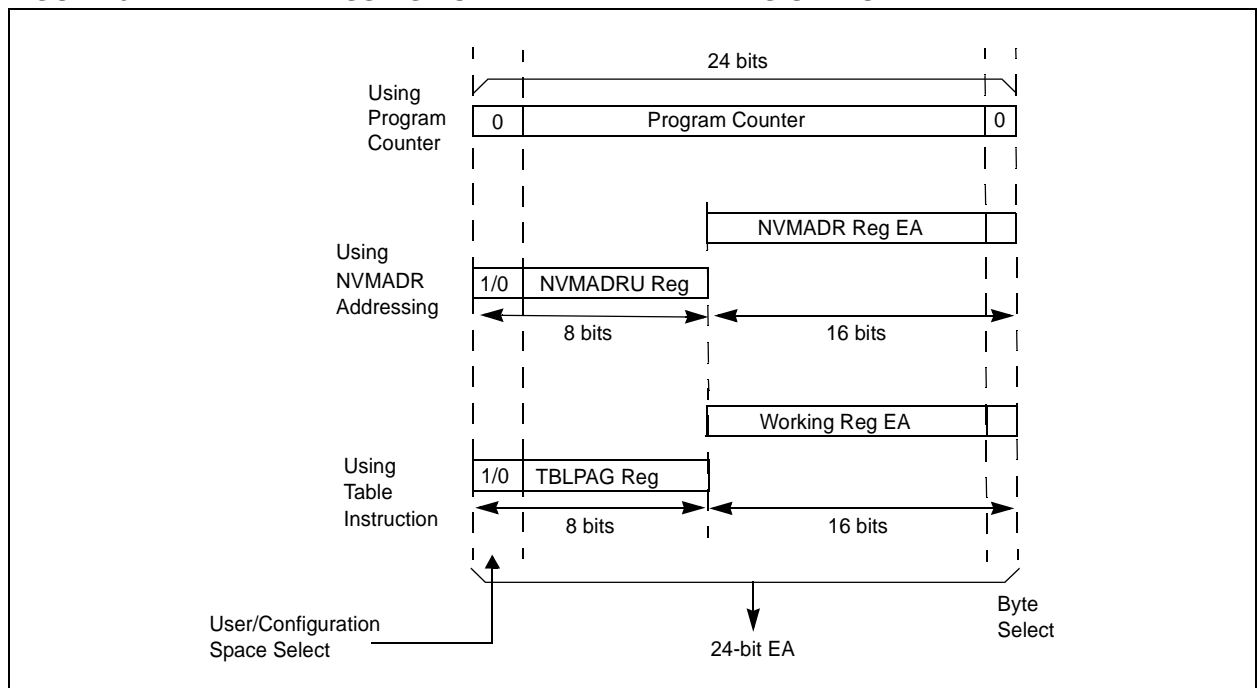 24 bits
Using
Program
Counter
0
Program Counter
0
NVMADR Reg EA
Using
NVMADR
Addressing
1/0
NVMADRU Reg
8 bits
16 bits
Working Reg EA
Using
Table
Instruction
1/0
TBLPAG Reg
8 bits
16 bits
User/Configuration
Space Select
24-bit EA
Byte
Select